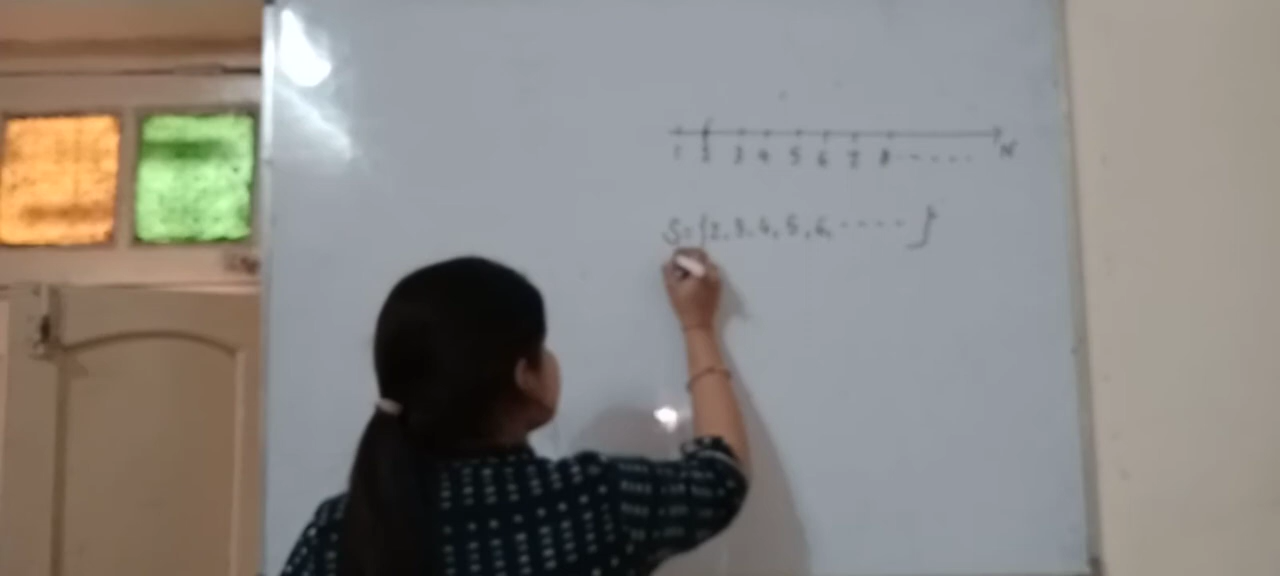 1 2 3 4 5 6 7 8 ..... N
S={2,3,4,5,6,....}